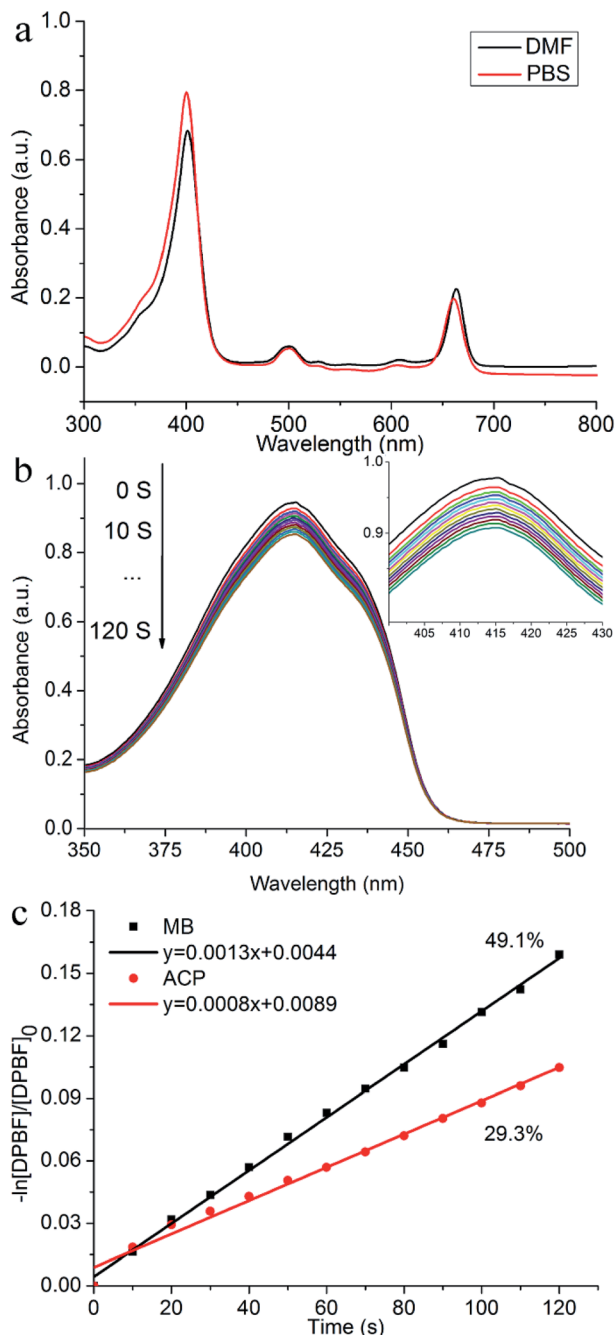 a
DMF
PBS
Absorbance (a.u.)
1.0
0.8
0.6
0.4
0.2
0.0
300 400 500 600 700 800
Wavelength (nm)
b
0 S
10 S
...
120 S
Absorbance (a.u.)
1.0
0.8
0.6
0.4
0.2
0.0
350 375 400 425 450 475 500
Wavelength (nm)
1.0
0.9
405 410 415 420 425 430
c
MB
y=0.0013x+0.0044
ACP
y=0.0008x+0.0089
49.1%
29.3%
-ln[DPBF]/[DPBF]0
0.18
0.15
0.12
0.09
0.06
0.03
0.00
0 20 40 60 80 100 120
Time (s)